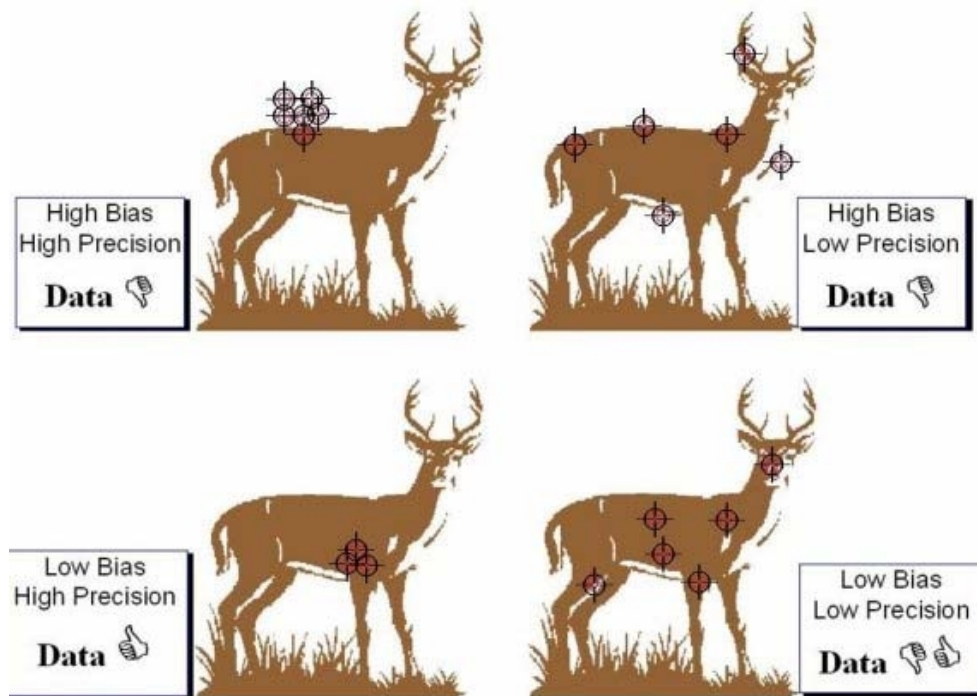 High Bias
High Precision
Data
High Bias
Low Precision
Data
Low Bias
High Precision
Data
Low Bias
Low Precision
Data